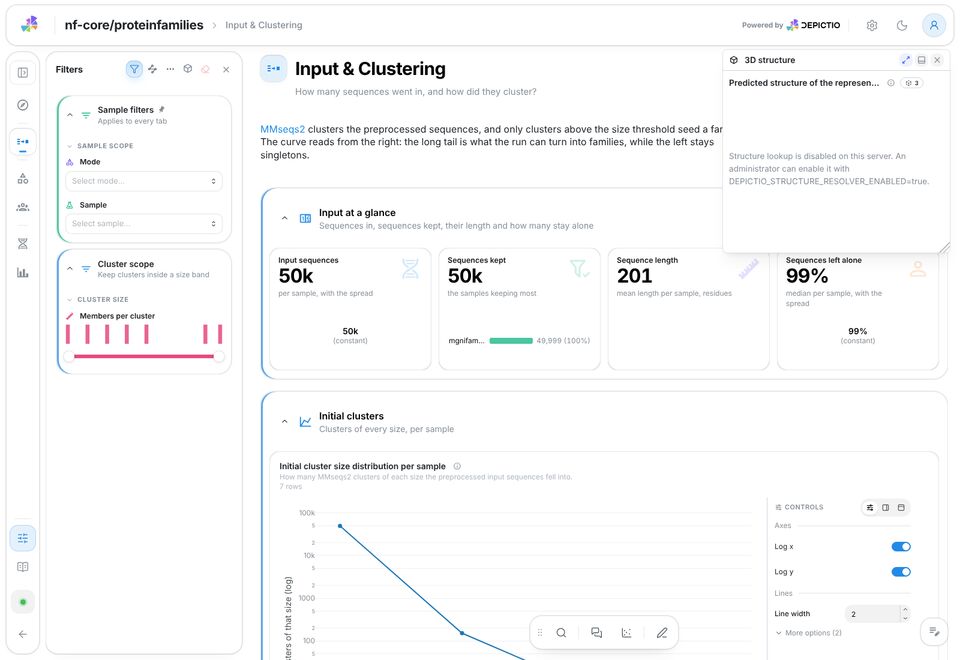 nf-core/proteinfamilies
Input & Clustering
Powered by DEPICTIO
Filters
Sample filters
Applies to every tab
SAMPLE SCOPE
Mode
Select mode...
Sample
Select sample...
Cluster scope
Keep clusters inside a size band
CLUSTER SIZE
Members per cluster
Input & Clustering
How many sequences went in, and how did they cluster?
MMseqs2 clusters the preprocessed sequences, and only clusters above the size threshold seed a
The curve reads from the right: the long tail is what the run can turn into families, while the left stays
singletons.
3D structure
Predicted structure of the represen...
3
Structure lookup is disabled on this server. An
administrator can enable it with
DEPICTIO_STRUCTURE_RESOLVER_ENABLED=true.
Input at a glance
Sequences in, sequences kept, their length and how many stay alone
Input sequences
50k
per sample, with the spread
50k
(constant)
Sequences kept
50k
the samples keeping most
mgnifam... 49,999 (100%)
Sequence length
201
mean length per sample, residues
Sequences left alone
99%
median per sample, with the
spread
99%
(constant)
Initial clusters
Clusters of every size, per sample
Initial cluster size distribution per sample
How many MMseqs2 clusters of each size the preprocessed input sequences fell into.
7 rows
100k
5
2
10k
5
2
1000
5
2
100
sters of that size (log)
CONTROLS
Axes
Log x
Log y
Lines
Line width
2
More options (2)